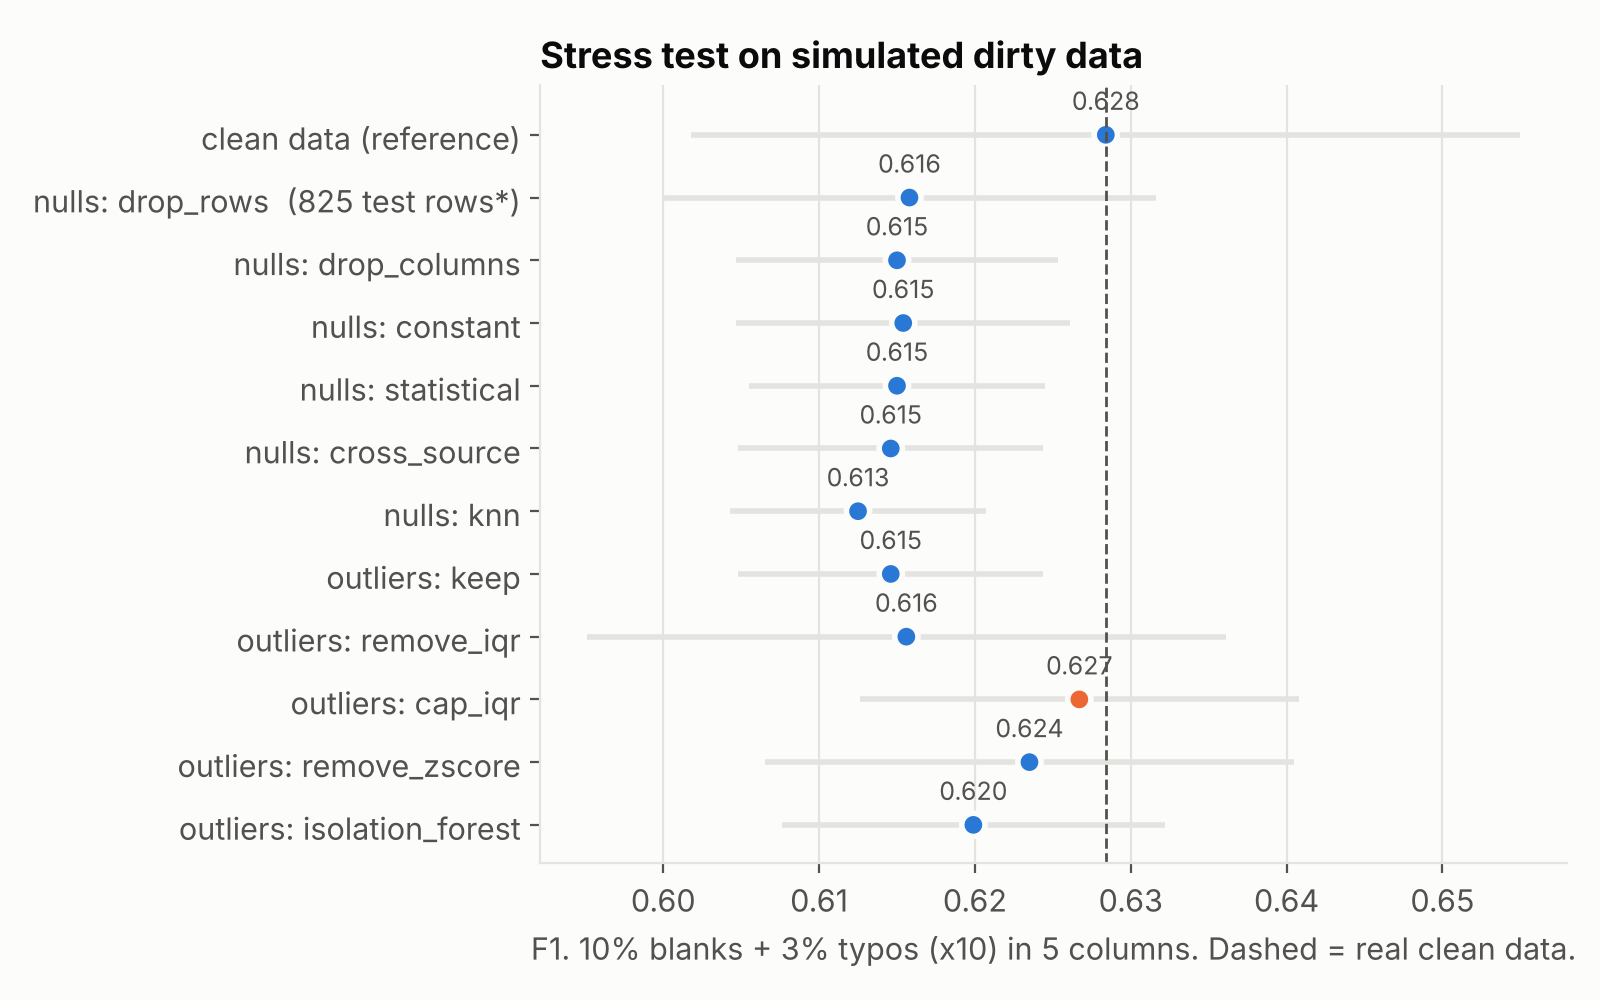 Stress test on simulated dirty data
0.628
clean data (reference)
0.616
nulls: drop_rows  (825 test rows*)
0.615
nulls: drop_columns
0.615
nulls: constant
0.615
nulls: statistical
0.615
nulls: cross_source
0.613
nulls: knn
0.615
outliers: keep
0.616
outliers: remove_iqr
0.627
outliers: cap_iqr
0.624
outliers: remove_zscore
0.620
outliers: isolation_forest
0.60 0.61 0.62 0.63 0.64 0.65
F1. 10% blanks + 3% typos (x10) in 5 columns. Dashed = real clean data.